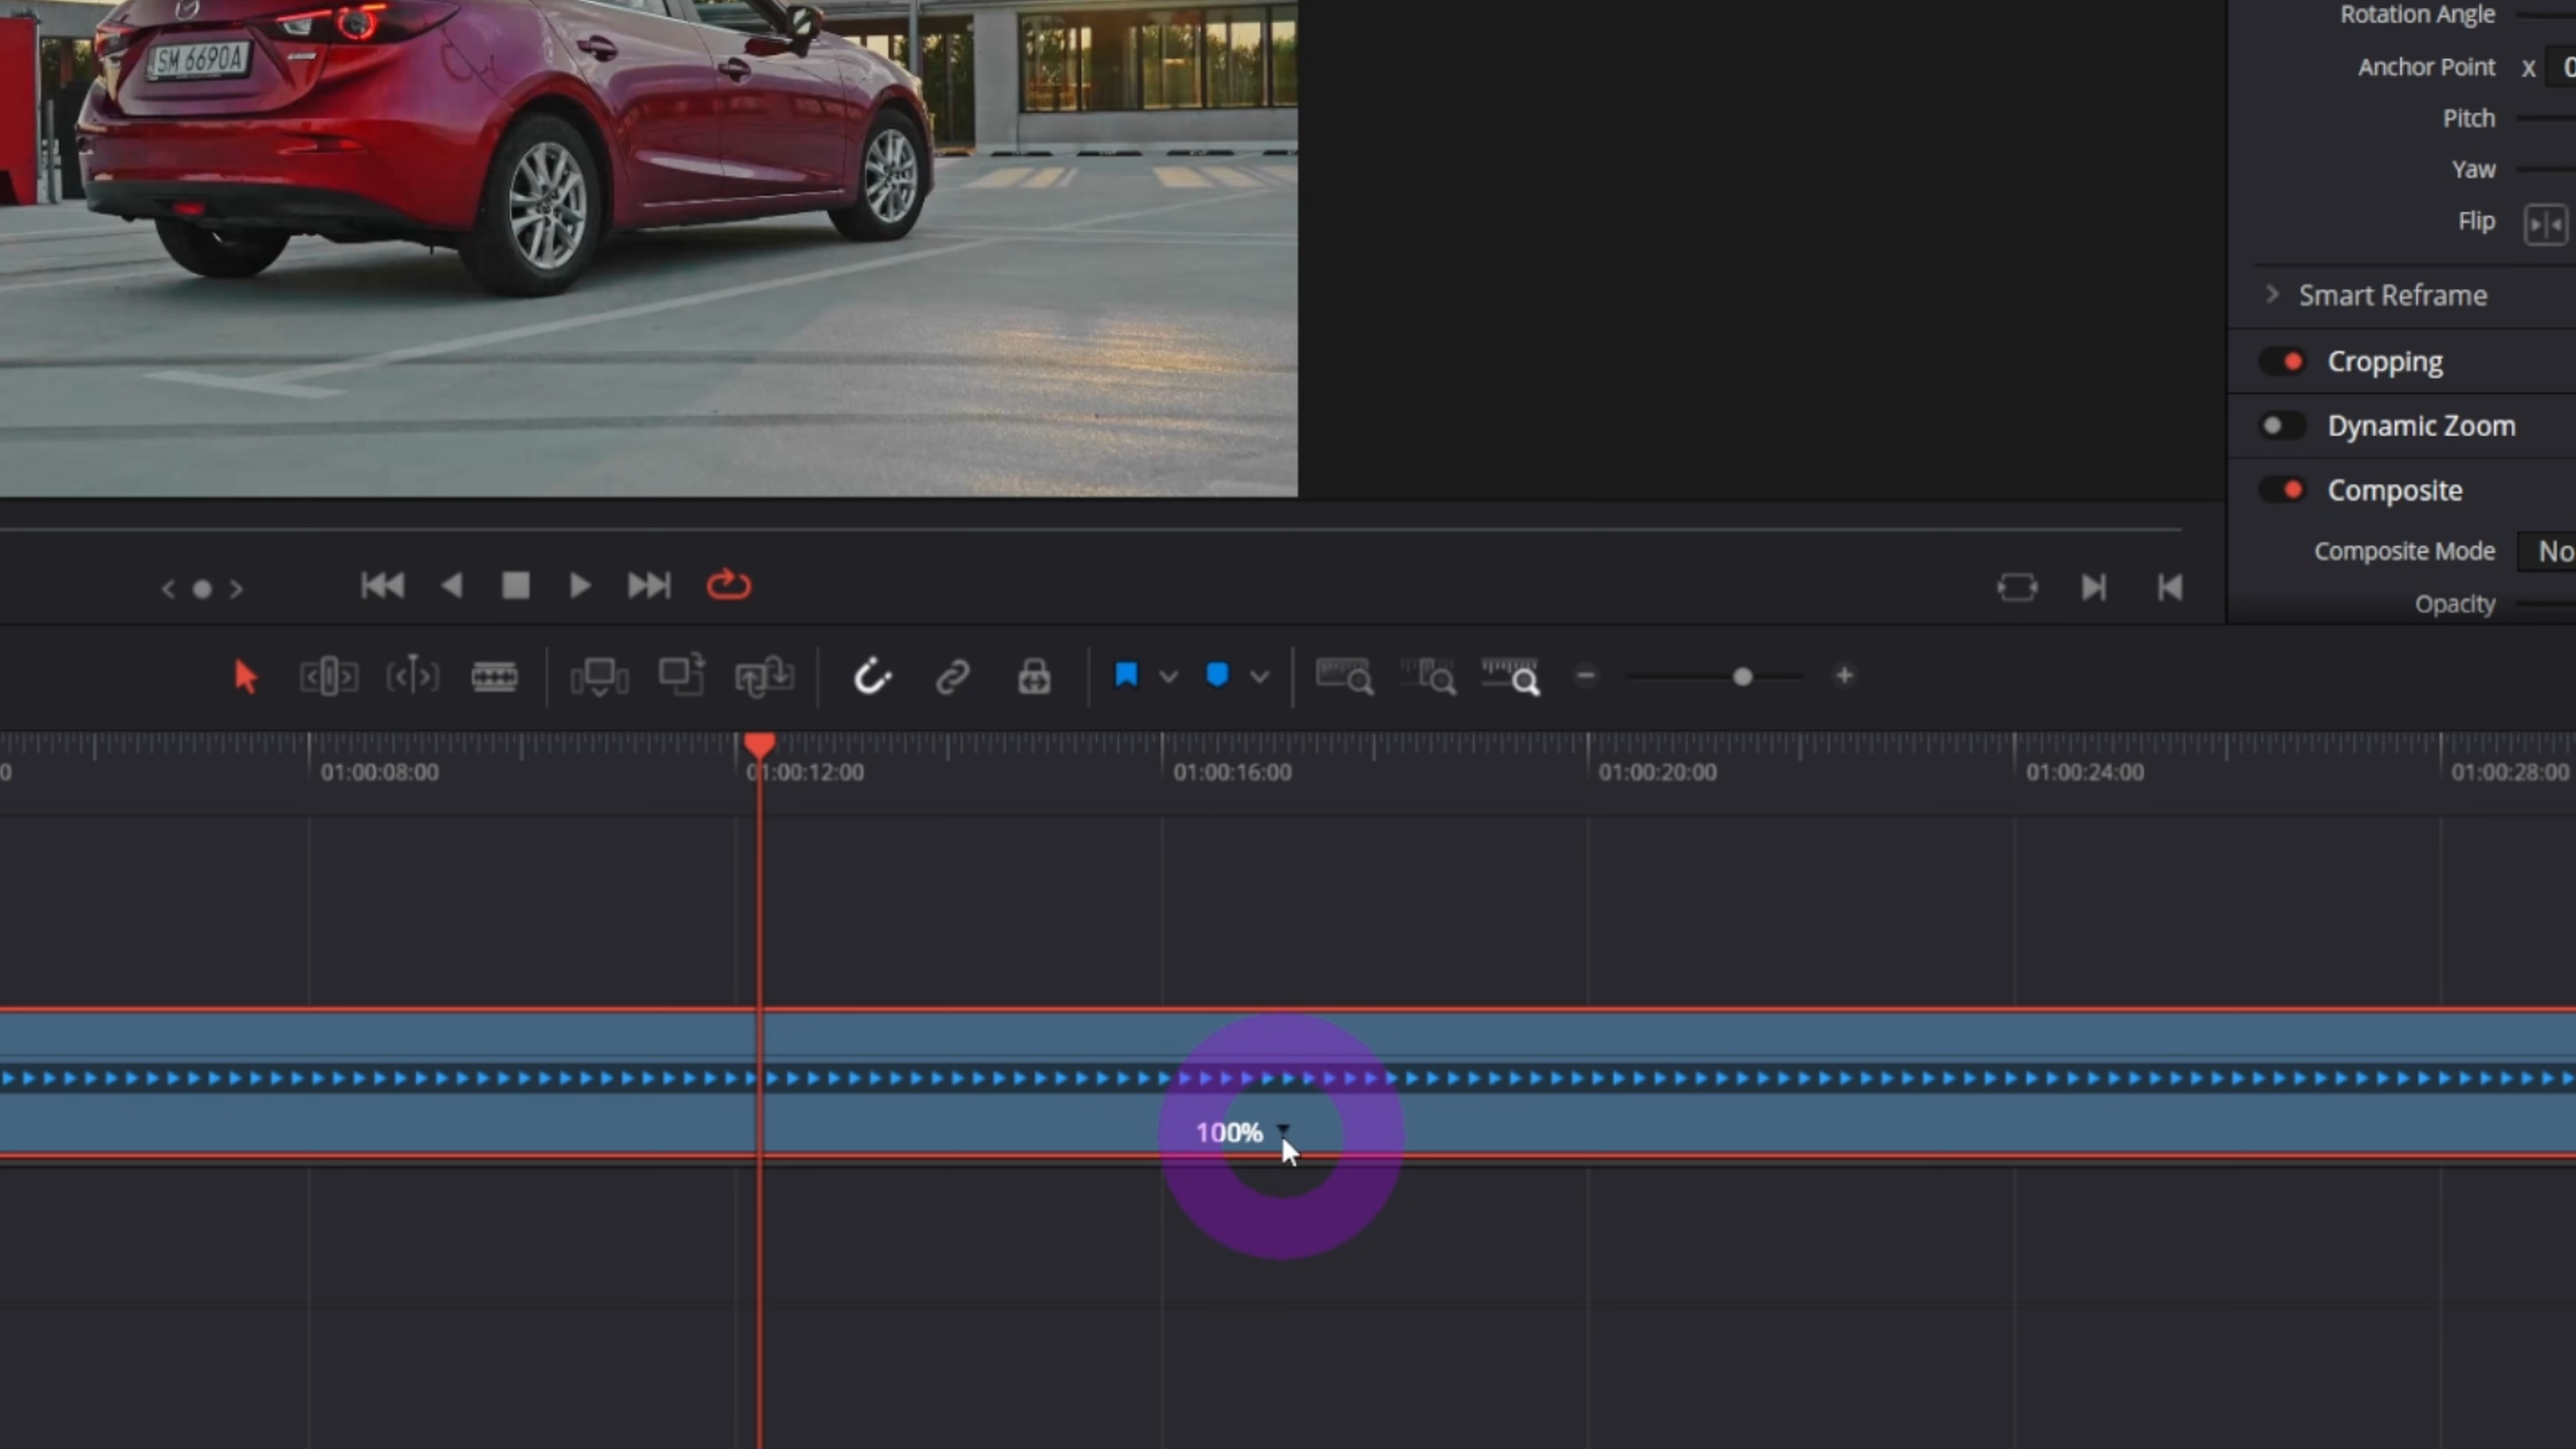 SM 6690A
Rotation Angle
Anchor Point X 0
Pitch
Yaw
Flip
Smart Reframe
Cropping
Dynamic Zoom
Composite
Composite Mode No
Opacity
0 01:00:08:00 01:00:12:00 01:00:16:00 01:00:20:00 01:00:24:00 01:00:28:00
100%